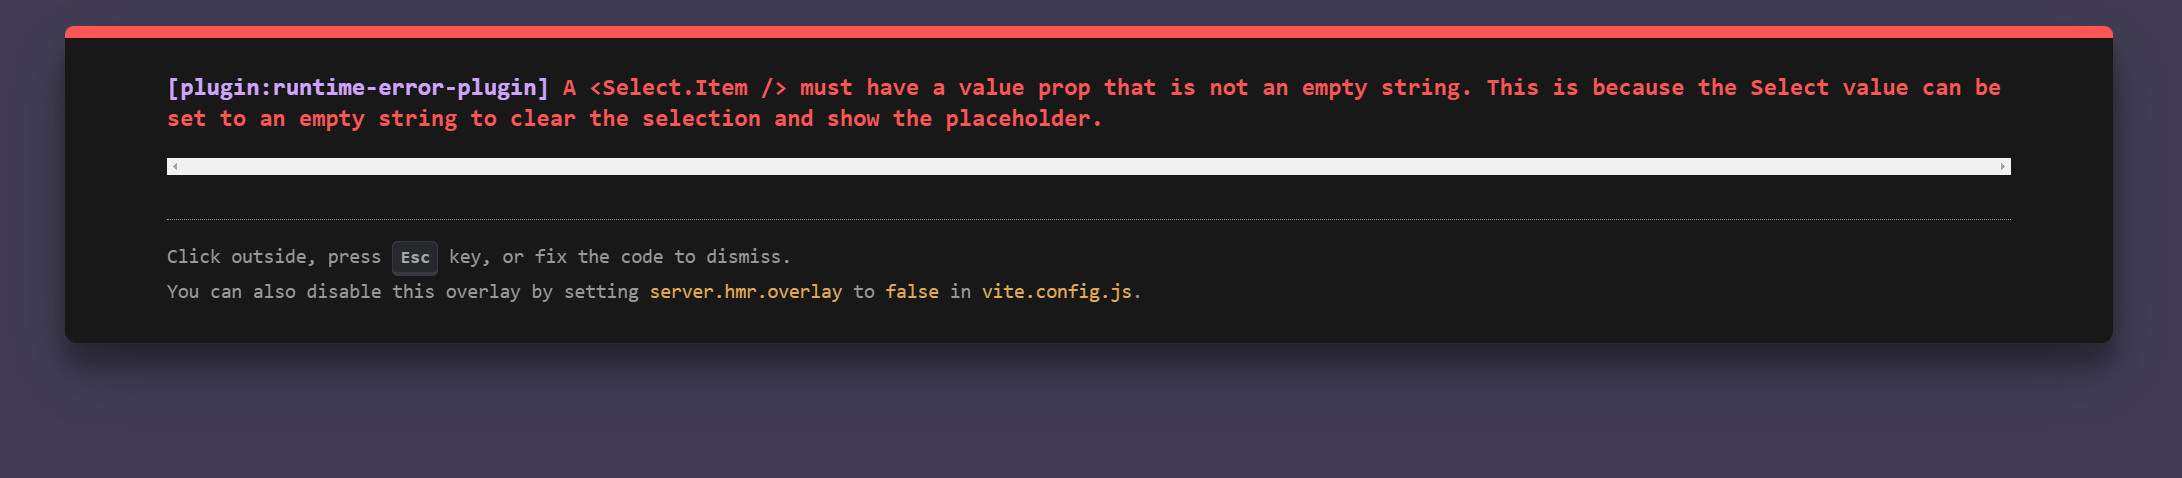 [plugin:runtime-error-plugin] A <Select.Item /> must have a value prop that is not an empty string. This is because the Select value can be
set to an empty string to clear the selection and show the placeholder.
Click outside, press Esc key, or fix the code to dismiss.
You can also disable this overlay by setting server.hmr.overlay to false in vite.config.js.